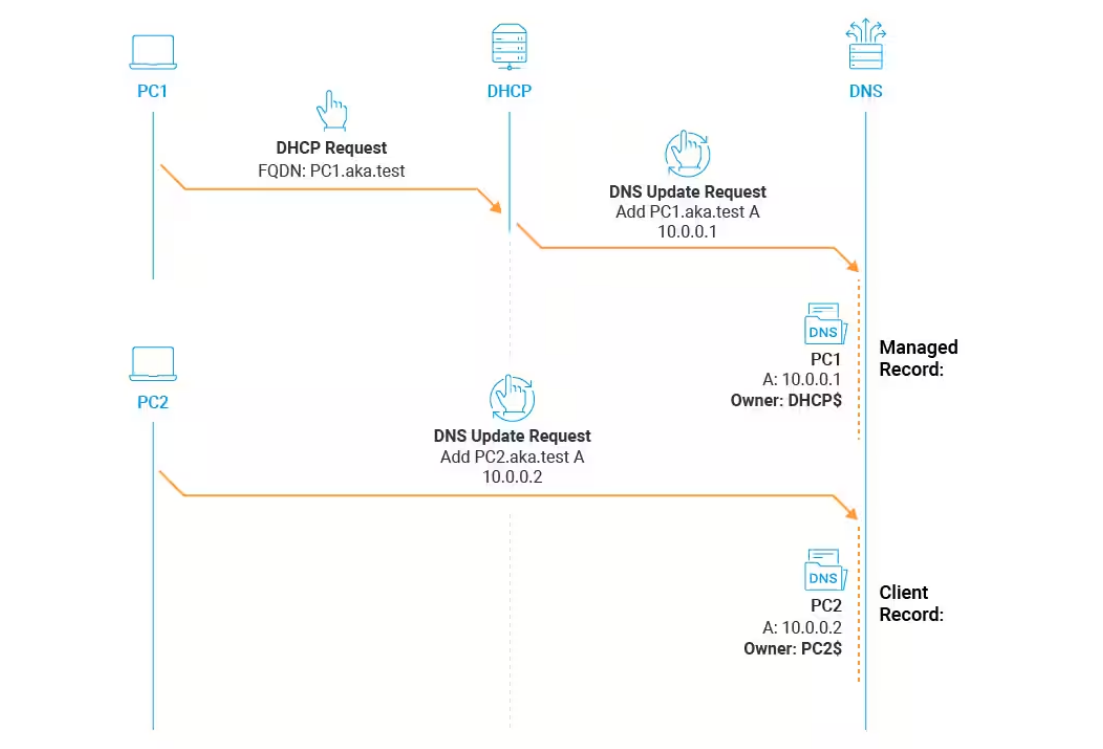 PC1
DHCP
DNS
DHCP Request
FQDN: PC1.aka.test
DNS Update Request
Add PC1.aka.test A
10.0.0.1
DNS
PC1
A: 10.0.0.1
Owner: DHCP$
Managed
Record:
PC2
DNS Update Request
Add PC2.aka.test A
10.0.0.2
DNS
PC2
A: 10.0.0.2
Owner: PC2$
Client
Record: